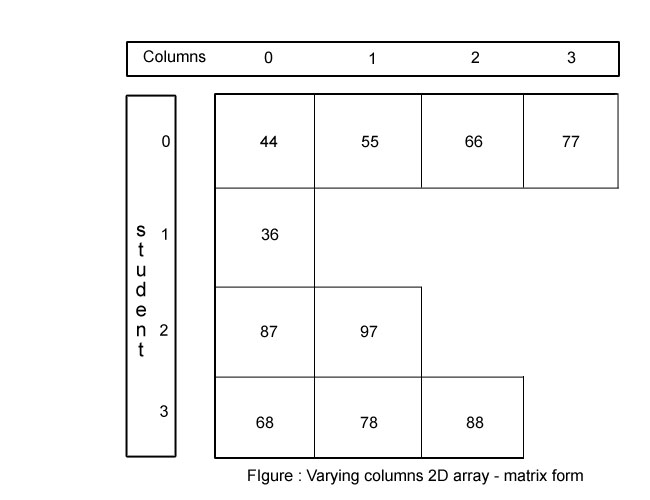 Columns 0 1 2 3
0 44 55 66 77
student
1 36
2 87 97
3 68 78 88
FIgure : Varying columns 2D array - matrix form